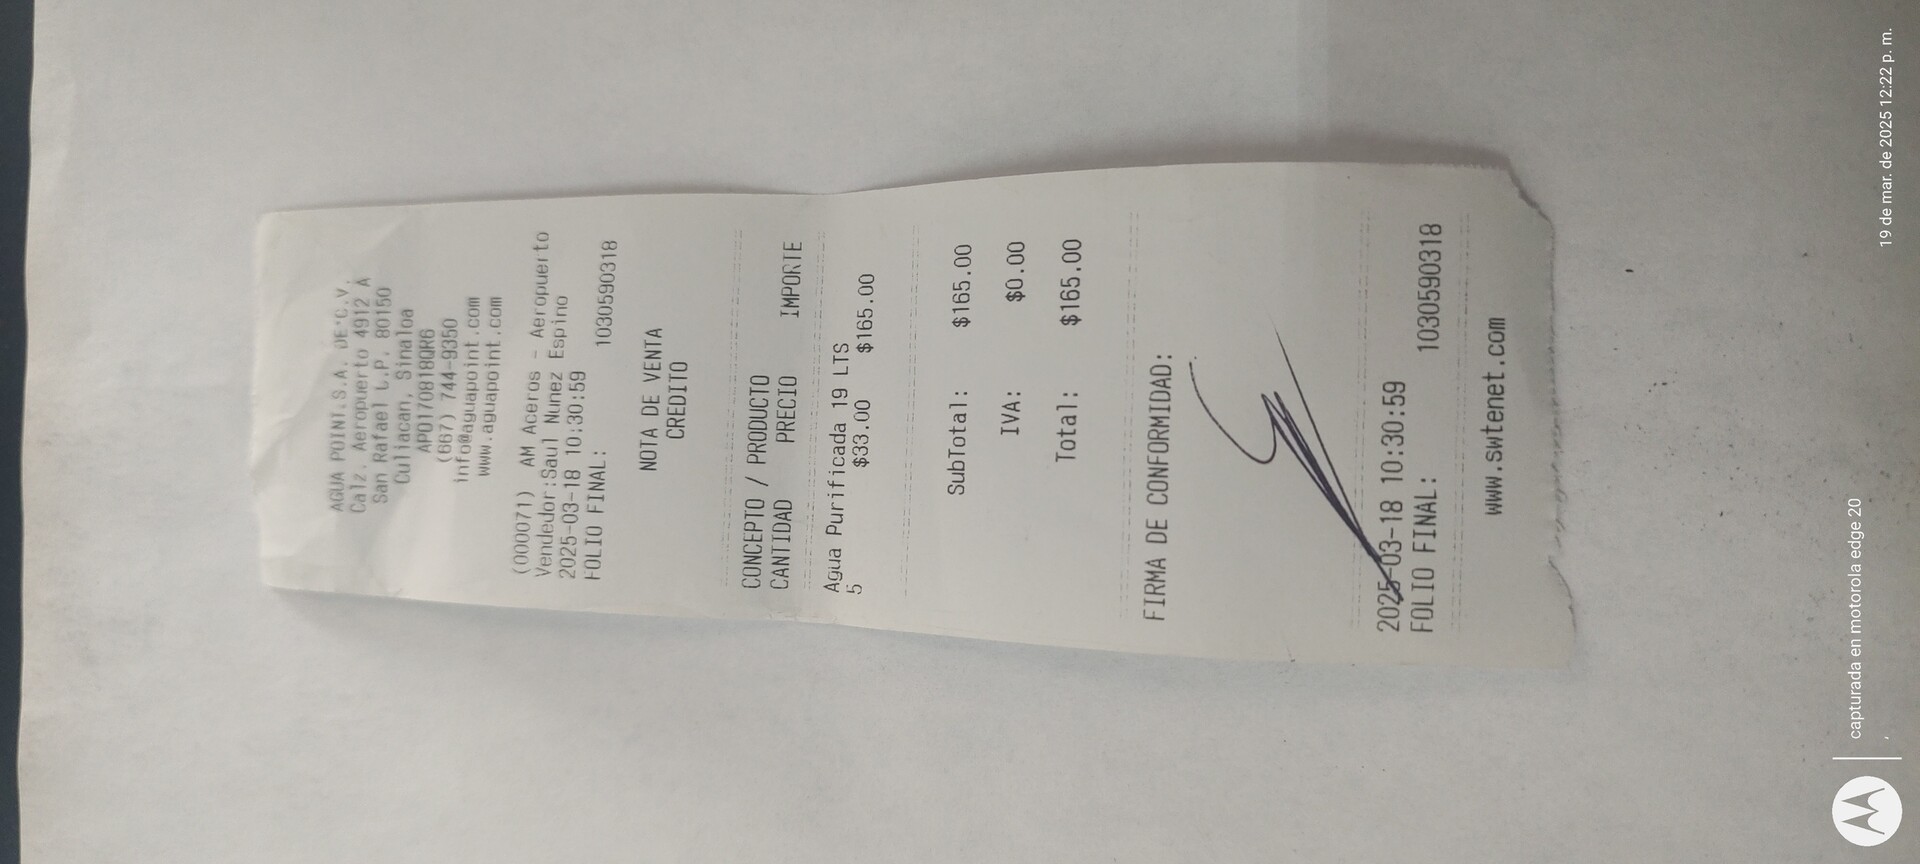 AGUA POINT.S.A. DE C.V.
Calz. Aeropuerto 4912 A
San Rafael C.P. 80150
Culiacan, Sinaloa
APO170818QR6
(667) 744-9350
info@aguapoint.com
www.aguapoint.com
(000071) AM Aceros - Aeropuerto
Vendedor:Saul Nunez Espino
2025-03-18 10:30:59
FOLIO FINAL: 1030590318
NOTA DE VENTA
CREDITO
CONCEPTO / PRODUCTO
CANTIDAD PRECIO IMPORTE
Agua Purificada 19 LTS
5 $33.00 $165.00
SubTotal: $165.00
IVA: $0.00
Total: $165.00
FIRMA DE CONFORMIDAD:
2025-03-18 10:30:59
FOLIO FINAL: 1030590318
www.swtenet.com
capturada en motorola edge 20
19 de mar. de 2025 12:22 p. m.